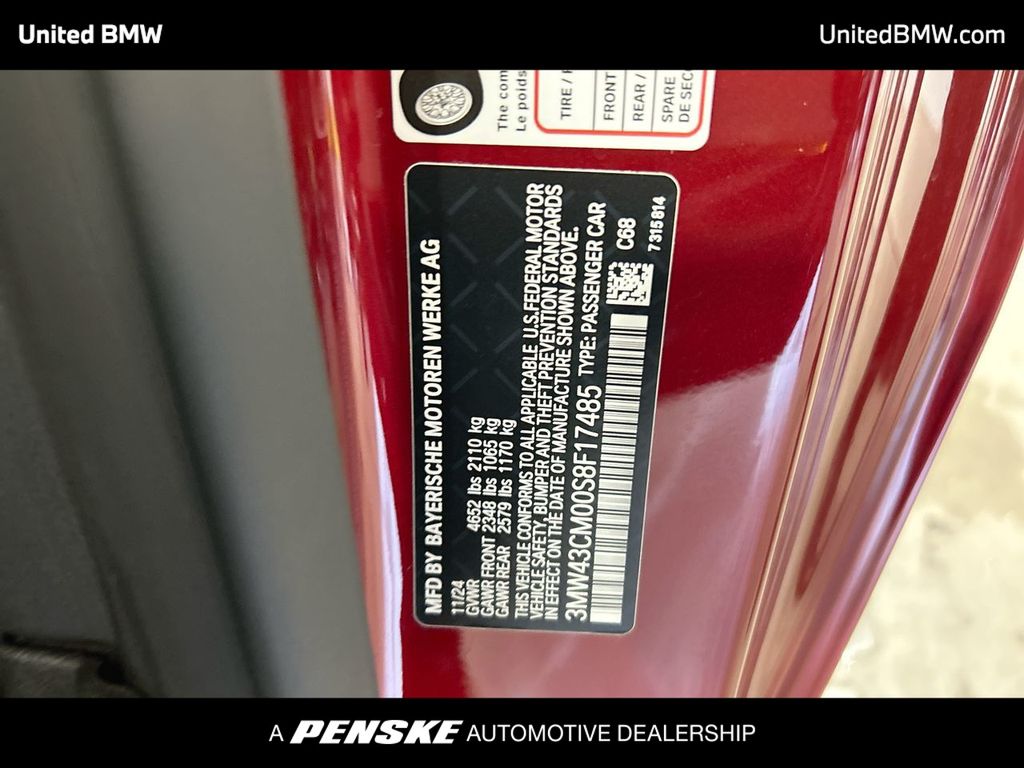 United BMW
UnitedBMW.com
The com
Le poids
TIRE /
FRONT
REAR /
SPARE
DE SEC
MFD BY BAYERISCHE MOTOREN WERKE AG
11/24
GVWR 4652 lbs 2110 kg
GAWR FRONT 2348 lbs 1065 kg
GAWR REAR 2579 lbs 1170 kg
THIS VEHICLE CONFORMS TO ALL APPLICABLE U.S.FEDERAL MOTOR
VEHICLE SAFETY, BUMPER AND THEFT PREVENTION STANDARDS
IN EFFECT ON THE DATE OF MANUFACTURE SHOWN ABOVE.
3MW43CM00S8F17485 TYPE: PASSENGER CAR
C68
7315814
A PENSKE AUTOMOTIVE DEALERSHIP